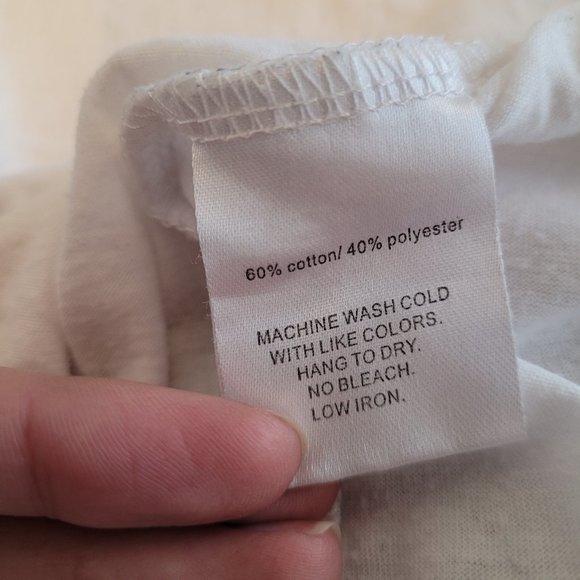 60% cotton/ 40% polyester
MACHINE WASH COLD
WITH LIKE COLORS.
HANG TO DRY.
NO BLEACH.
LOW IRON.